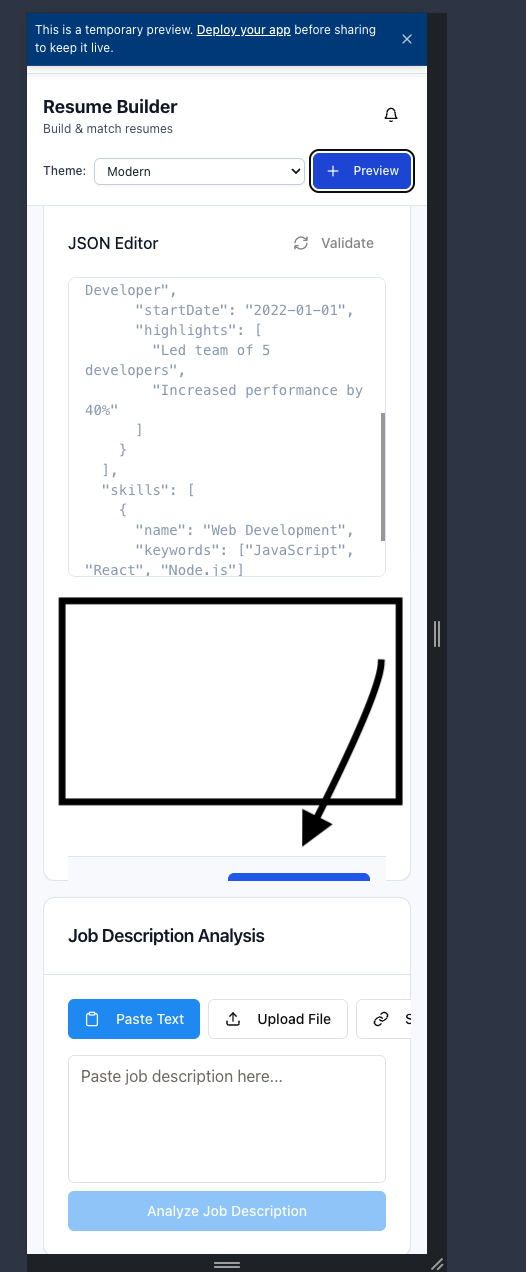 This is a temporary preview. Deploy your app before sharing
to keep it live.
Resume Builder
Build & match resumes
Theme: Modern
Preview
JSON Editor
Validate
Developer",
"startDate": "2022-01-01",
"highlights": [
"Led team of 5
developers",
"Increased performance by
40%"
]
}
],
"skills": [
{
"name": "Web Development",
"keywords": ["JavaScript",
"React", "Node.js"]
Job Description Analysis
Paste Text
Upload File
Paste job description here...
Analyze Job Description